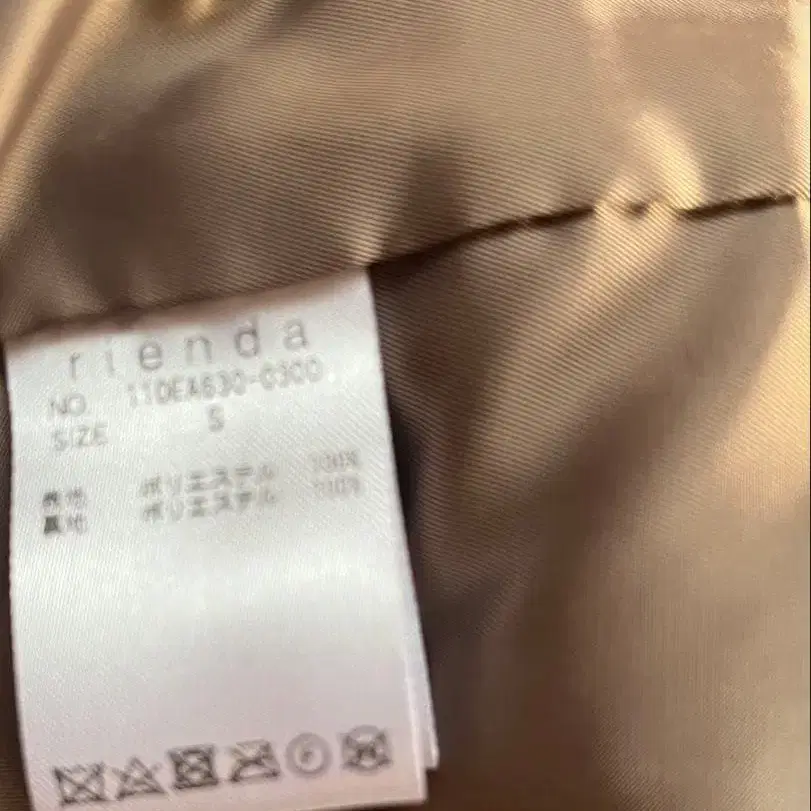 rienda
NO 110EA630-0300
SIZE S
表地 ポリエステル 100%
裏地 ポリエステル 100%